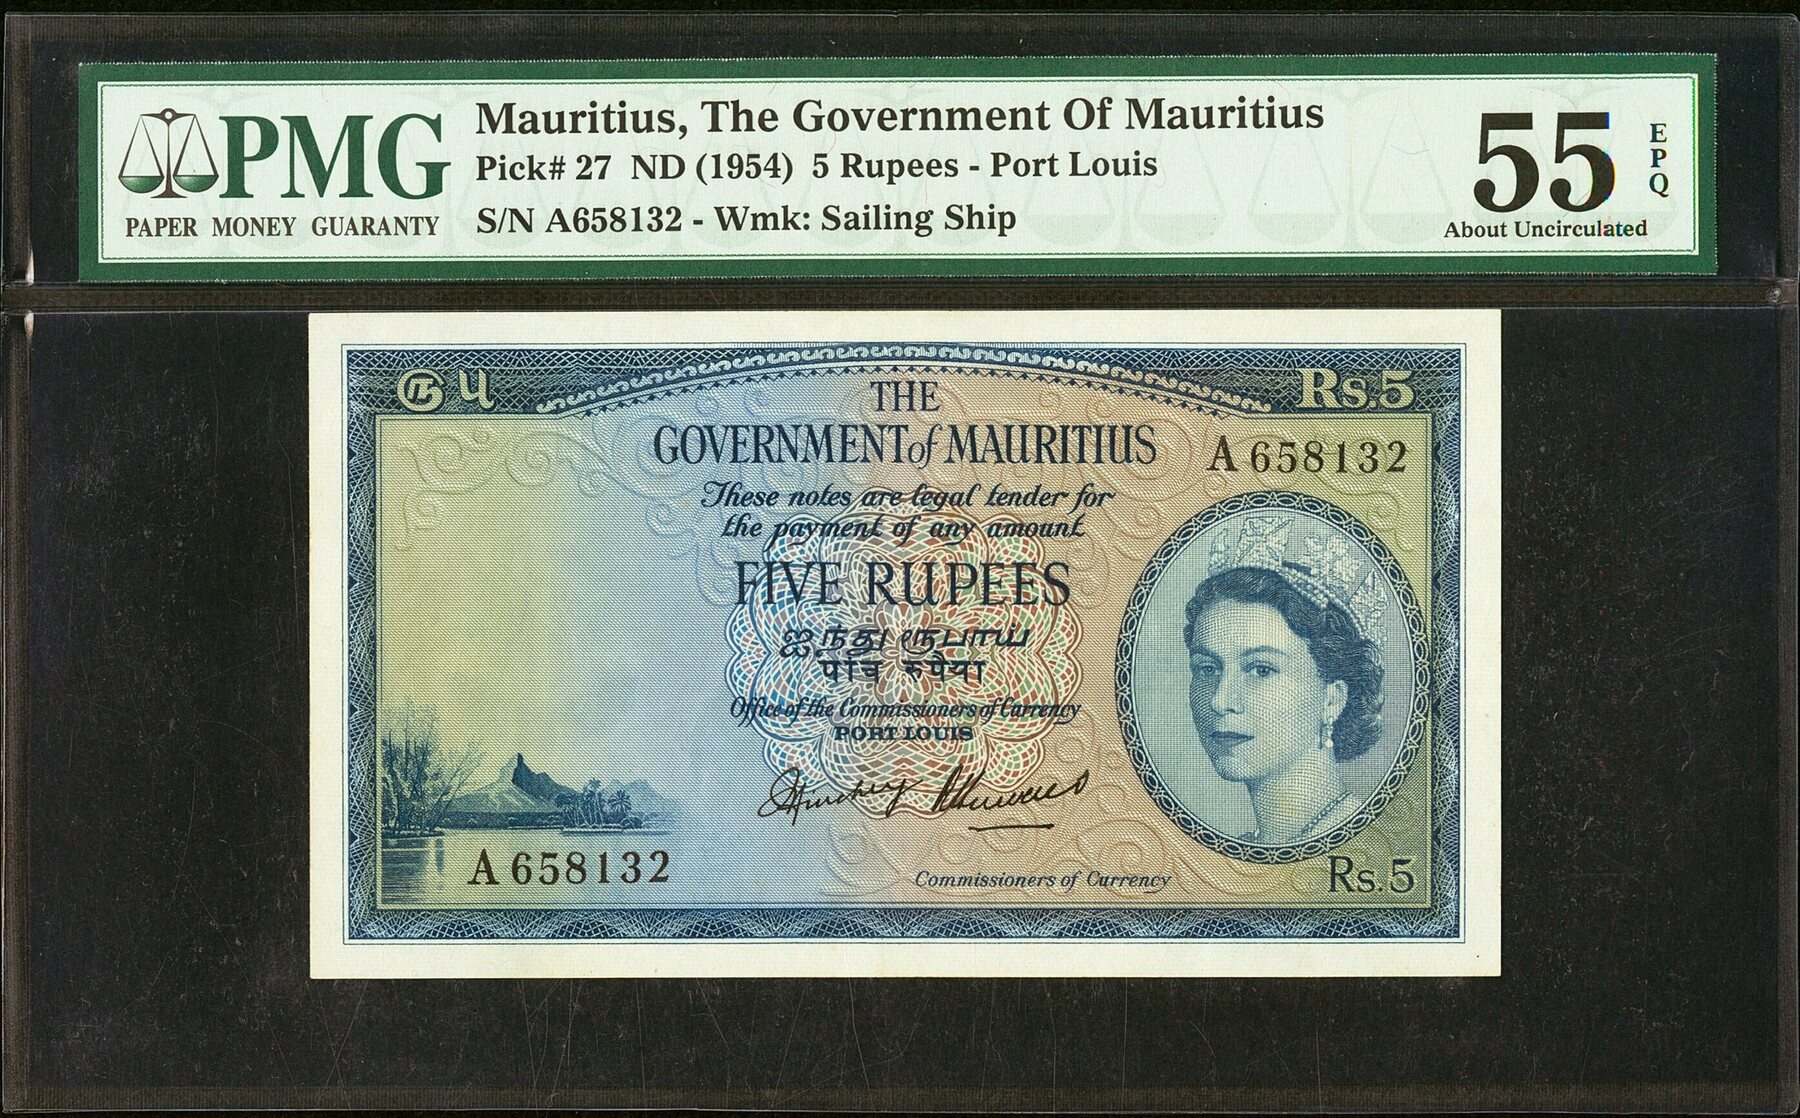 PMG
PAPER MONEY GUARANTY
Mauritius, The Government Of Mauritius
Pick# 27 ND (1954) 5 Rupees - Port Louis
S/N A658132 - Wmk: Sailing Ship
55
EPQ
About Uncirculated
௫ ५
Rs.5
THE
GOVERNMENT of MAURITIUS
A 658132
These notes are legal tender for
the payment of any amount
FIVE RUPEES
ஐந்து ரூபாய்
पांच रुपैया
Office of the Commissioners of Currency
PORT LOUIS
A 658132
Commissioners of Currency
Rs.5